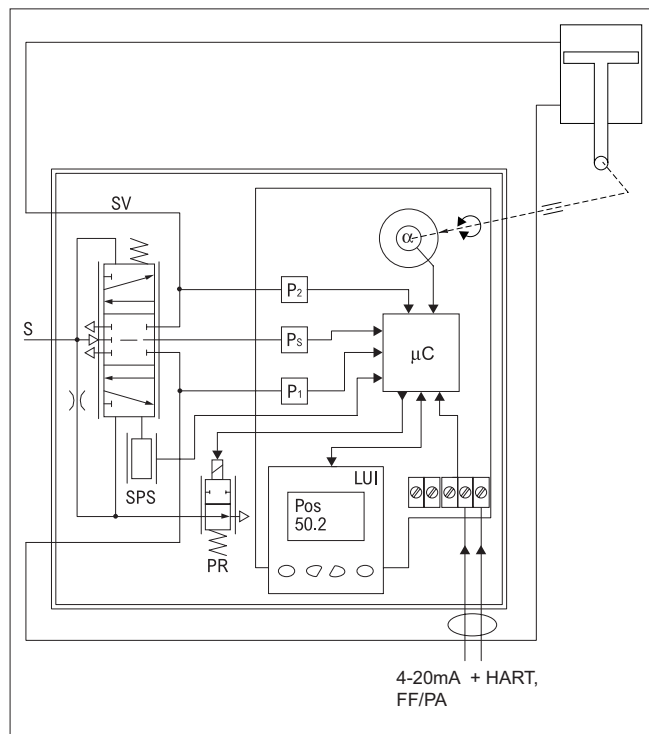 SV
α
P2
S
PS
µC
P1
SPS
LUI
Pos
50.2
PR
4-20mA + HART,
FF/PA